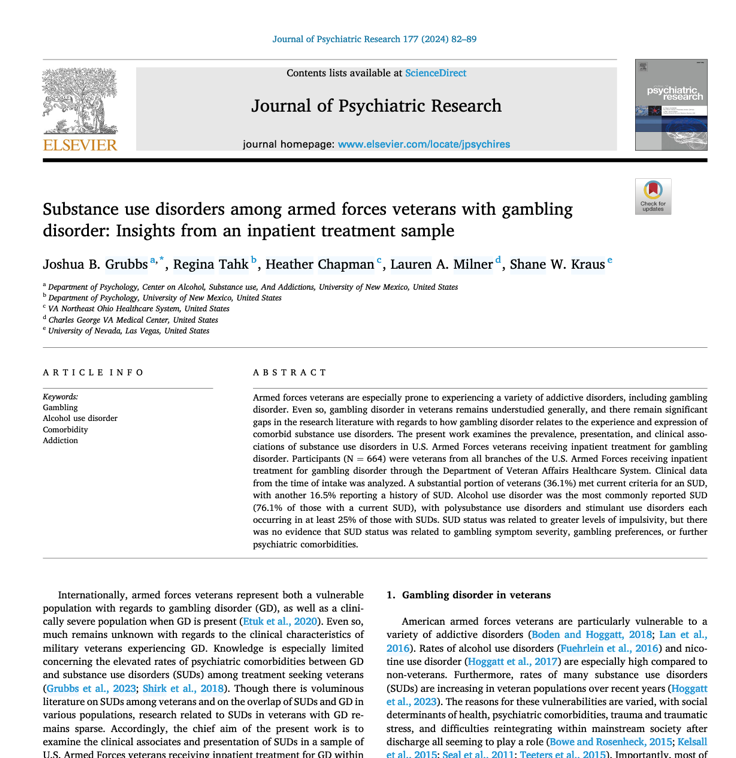 Journal of Psychiatric Research 177 (2024) 82–89
Contents lists available at ScienceDirect
Journal of Psychiatric Research
journal homepage: www.elsevier.com/locate/jpsychires
ELSEVIER
psychiatric
research
Check for
updates
Substance use disorders among armed forces veterans with gambling
disorder: Insights from an inpatient treatment sample
Joshua B. Grubbs a,*, Regina Tahk b, Heather Chapman c, Lauren A. Milner d, Shane W. Kraus e
a Department of Psychology, Center on Alcohol, Substance use, And Addictions, University of New Mexico, United States
b Department of Psychology, University of New Mexico, United States
c VA Northeast Ohio Healthcare System, United States
d Charles George VA Medical Center, United States
e University of Nevada, Las Vegas, United States
ARTICLE INFO
Keywords:
Gambling
Alcohol use disorder
Comorbidity
Addiction
ABSTRACT
Armed forces veterans are especially prone to experiencing a variety of addictive disorders, including gambling
disorder. Even so, gambling disorder in veterans remains understudied generally, and there remain significant
gaps in the research literature with regards to how gambling disorder relates to the experience and expression of
comorbid substance use disorders. The present work examines the prevalence, presentation, and clinical asso-
ciations of substance use disorders in U.S. Armed Forces veterans receiving inpatient treatment for gambling
disorder. Participants (N = 664) were veterans from all branches of the U.S. Armed Forces receiving inpatient
treatment for gambling disorder through the Department of Veteran Affairs Healthcare System. Clinical data
from the time of intake was analyzed. A substantial portion of veterans (36.1%) met current criteria for an SUD,
with another 16.5% reporting a history of SUD. Alcohol use disorder was the most commonly reported SUD
(76.1% of those with a current SUD), with polysubstance use disorders and stimulant use disorders each
occurring in at least 25% of those with SUDs. SUD status was related to greater levels of impulsivity, but there
was no evidence that SUD status was related to gambling symptom severity, gambling preferences, or further
psychiatric comorbidities.
Internationally, armed forces veterans represent both a vulnerable
population with regards to gambling disorder (GD), as well as a clini-
cally severe population when GD is present (Etuk et al., 2020). Even so,
much remains unknown with regards to the clinical characteristics of
military veterans experiencing GD. Knowledge is especially limited
concerning the elevated rates of psychiatric comorbidities between GD
and substance use disorders (SUDs) among treatment seeking veterans
(Grubbs et al., 2023; Shirk et al., 2018). Though there is voluminous
literature on SUDs among veterans and on the overlap of SUDs and GD in
various populations, research related to SUDs in veterans with GD re-
mains sparse. Accordingly, the chief aim of the present work is to
examine the clinical associates and presentation of SUDs in a sample of
U.S. Armed Forces veterans receiving inpatient treatment for GD within
1. Gambling disorder in veterans
American armed forces veterans are particularly vulnerable to a
variety of addictive disorders (Boden and Hoggatt, 2018; Lan et al.,
2016). Rates of alcohol use disorders (Fuehrlein et al., 2016) and nico-
tine use disorder (Hoggatt et al., 2017) are especially high compared to
non-veterans. Furthermore, rates of many substance use disorders
(SUDs) are increasing in veteran populations over recent years (Hoggatt
et al., 2023). The reasons for these vulnerabilities are varied, with social
determinants of health, psychiatric comorbidities, trauma and traumatic
stress, and difficulties reintegrating within mainstream society after
discharge all seeming to play a role (Bowe and Rosenheck, 2015; Kelsall
et al., 2015; Seal et al., 2011; Teeters et al., 2015). Importantly, most of